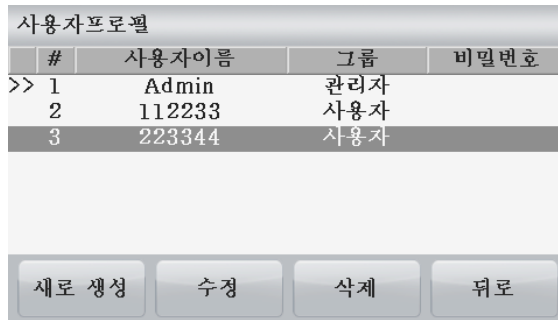 사용자프로필
# 사용자이름 그룹 비밀번호
>> 1 Admin 관리자
2 112233 사용자
3 223344 사용자
새로 생성 수정 삭제 뒤로